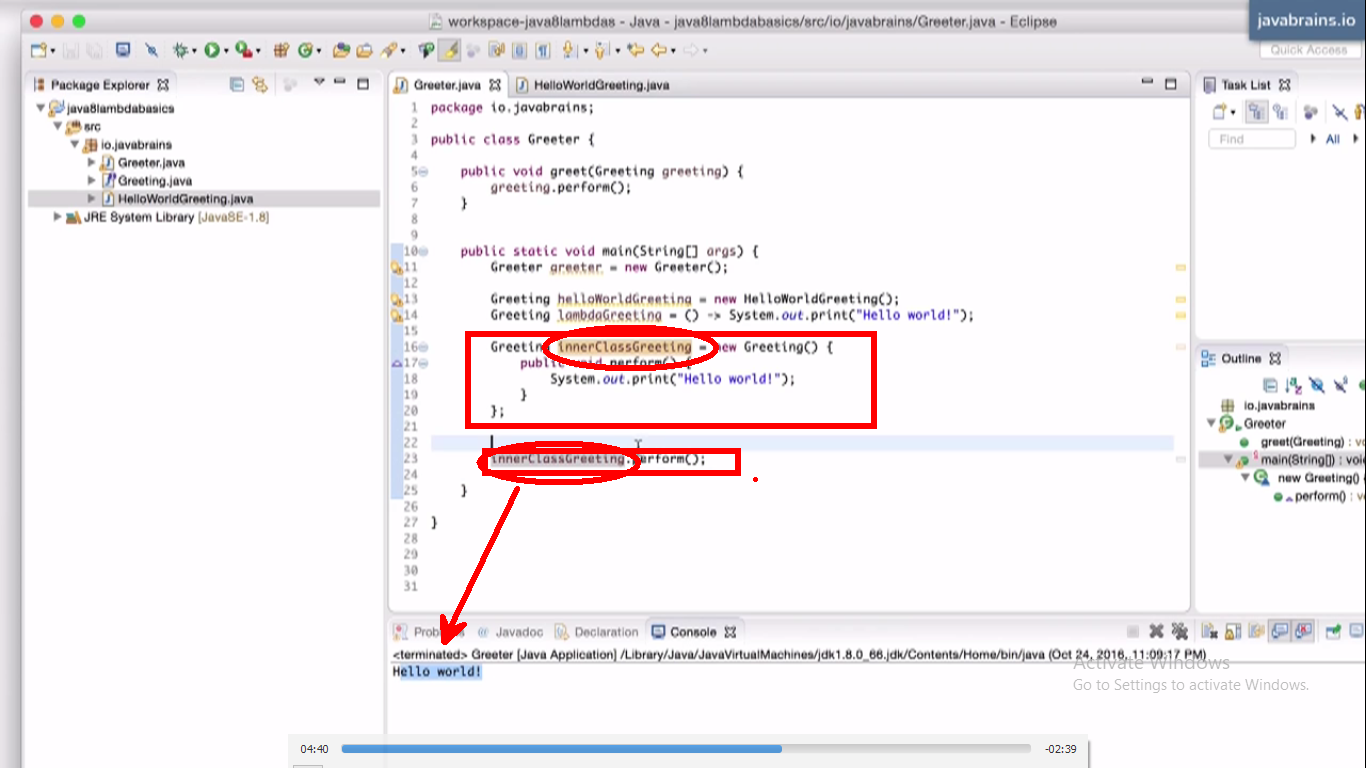 workspace-java8lambdas - Java - java8lambdabasics/src/io/javabrains/Greeter.java - Eclipse
javabrains.io
Quick Access
Package Explorer
java8lambdabasics
src
io.javabrains
Greeter.java
Greeting.java
HelloWorldGreeting.java
JRE System Library [JavaSE-1.8]
Greeter.java
HelloWorldGreeting.java
1 package io.javabrains;
2
3 public class Greeter {
4
5 public void greet(Greeting greeting) {
6 greeting.perform();
7 }
8
9
10 public static void main(String[] args) {
11 Greeter greeter = new Greeter();
12
13 Greeting helloWorldGreeting = new HelloWorldGreeting();
14 Greeting lambdaGreeting = () -> System.out.print("Hello world!");
15
16 Greeting innerClassGreeting = new Greeting() {
17 public void perform() {
18 System.out.print("Hello world!");
19 }
20 };
21
22
23 innerClassGreeting.perform();
24
25 }
26
27 }
28
29
30
31
Task List
Find
All
Outline
io.javabrains
Greeter
greet(Greeting) : v
main(String[]) : voi
new Greeting()
perform() : v
Javadoc
Declaration
Console
<terminated> Greeter [Java Application] /Library/Java/JavaVirtualMachines/jdk1.8.0_66.jdk/Contents/Home/bin/java (Oct 24, 2016, 11:09:17 PM)
Hello world!
Activate Windows
Go to Settings to activate Windows.
04:40
-02:39